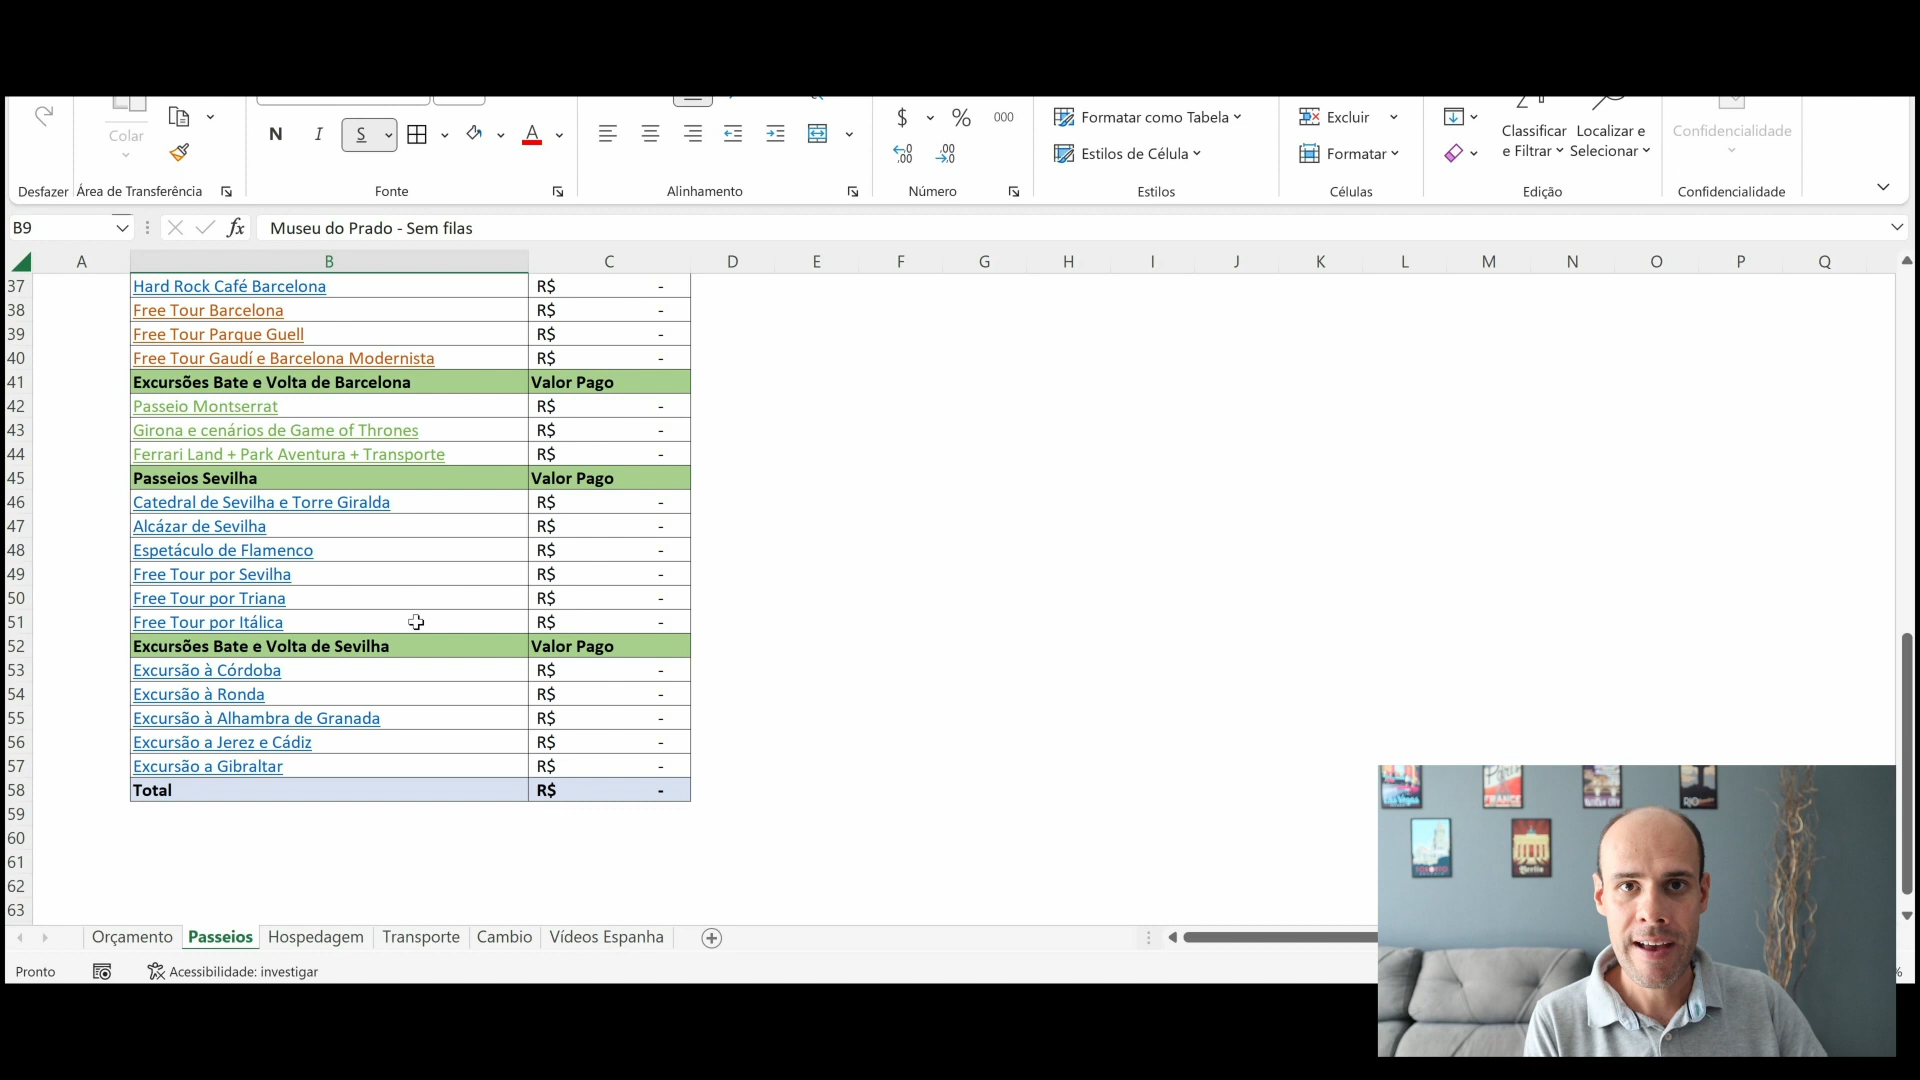 Colar
Desfazer
Área de Transferência
N I S A
Fonte
Alinhamento
$ % 000
Número
Formatar como Tabela
Estilos de Célula
Estilos
Excluir
Formatar
Células
Classificar
e Filtrar
Localizar e
Selecionar
Edição
Confidencialidade
Confidencialidade
B9 fx Museu do Prado - Sem filas
A B C D E F G H I J K L M N O P Q
37 Hard Rock Café Barcelona R$ -
38 Free Tour Barcelona R$ -
39 Free Tour Parque Guell R$ -
40 Free Tour Gaudí e Barcelona Modernista R$ -
41 Excursões Bate e Volta de Barcelona Valor Pago
42 Passeio Montserrat R$ -
43 Girona e cenários de Game of Thrones R$ -
44 Ferrari Land + Park Aventura + Transporte R$ -
45 Passeios Sevilha Valor Pago
46 Catedral de Sevilha e Torre Giralda R$ -
47 Alcázar de Sevilha R$ -
48 Espetáculo de Flamenco R$ -
49 Free Tour por Sevilha R$ -
50 Free Tour por Triana R$ -
51 Free Tour por Itálica R$ -
52 Excursões Bate e Volta de Sevilha Valor Pago
53 Excursão à Córdoba R$ -
54 Excursão à Ronda R$ -
55 Excursão à Alhambra de Granada R$ -
56 Excursão a Jerez e Cádiz R$ -
57 Excursão a Gibraltar R$ -
58 Total R$ -
59
60
61
62
63
Orçamento Passeios Hospedagem Transporte Cambio Vídeos Espanha
Pronto Acessibilidade: investigar
Paris
FRANCE
RIO
Berlin